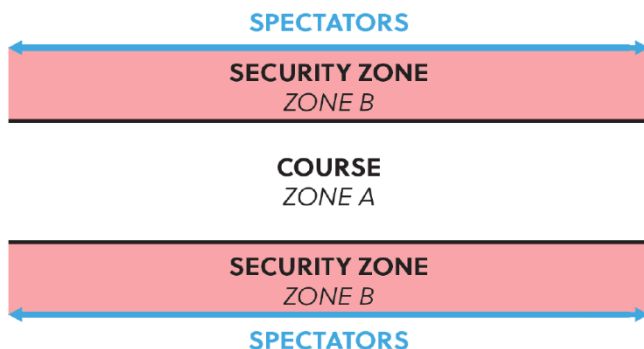 SPECTATORS
SECURITY ZONE
ZONE B
COURSE
ZONE A
SECURITY ZONE
ZONE B
SPECTATORS